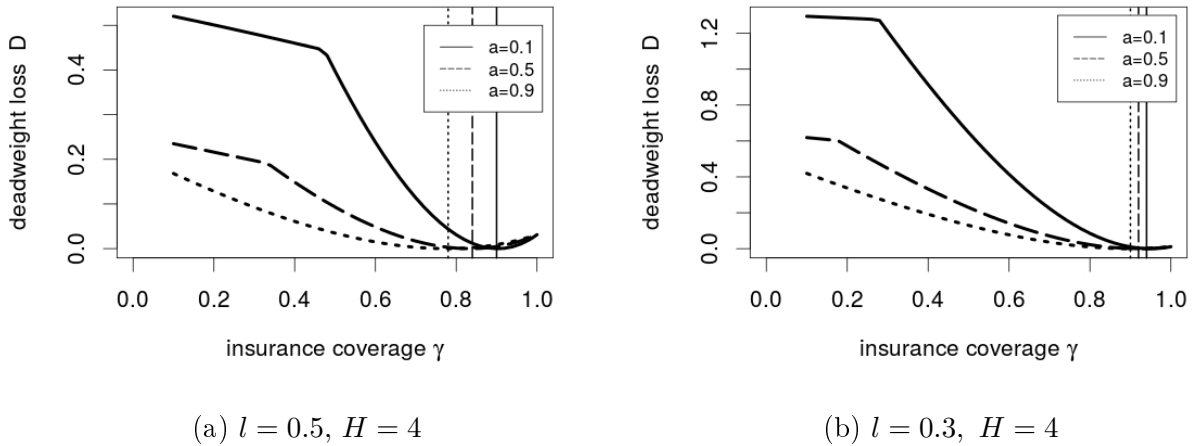 deadweight loss D
0.4
0.2
0.0
a=0.1
a=0.5
a=0.9
0.0 0.2 0.4 0.6 0.8 1.0
insurance coverage γ
(a) l = 0.5, H = 4
deadweight loss D
1.2
0.8
0.4
0.0
a=0.1
a=0.5
a=0.9
0.0 0.2 0.4 0.6 0.8 1.0
insurance coverage γ
(b) l = 0.3, H = 4